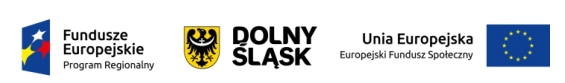 Fundusze
Europejskie
Program Regionalny
DOLNY
ŚLĄSK
Unia Europejska
Europejski Fundusz Społeczny